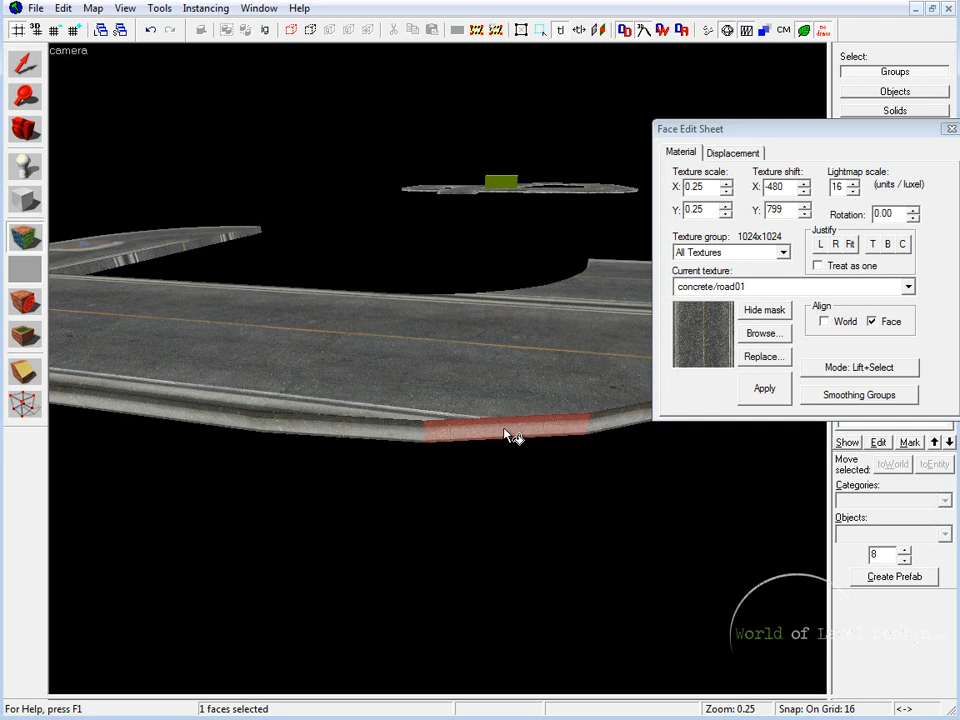 File Edit Map View Tools Instancing Window Help
camera
Select:
Groups
Objects
Solids
Face Edit Sheet
Material Displacement
Texture scale: Texture shift: Lightmap scale:
X: 0.25 X: -480 16 (units / luxel)
Y: 0.25 Y: 799 Rotation: 0.00
Texture group: 1024x1024 Justify
All Textures L R Fit T B C
Treat as one
Current texture:
concrete/road01
Hide mask Align
World Face
Browse...
Replace... Mode: Lift+Select
Apply Smoothing Groups
Show Edit Mark
Move
selected: toWorld toEntity
Categories:
Objects:
8
Create Prefab
World of Level Design
For Help, press F1 1 faces selected Zoom: 0.25 Snap: On Grid: 16 <->